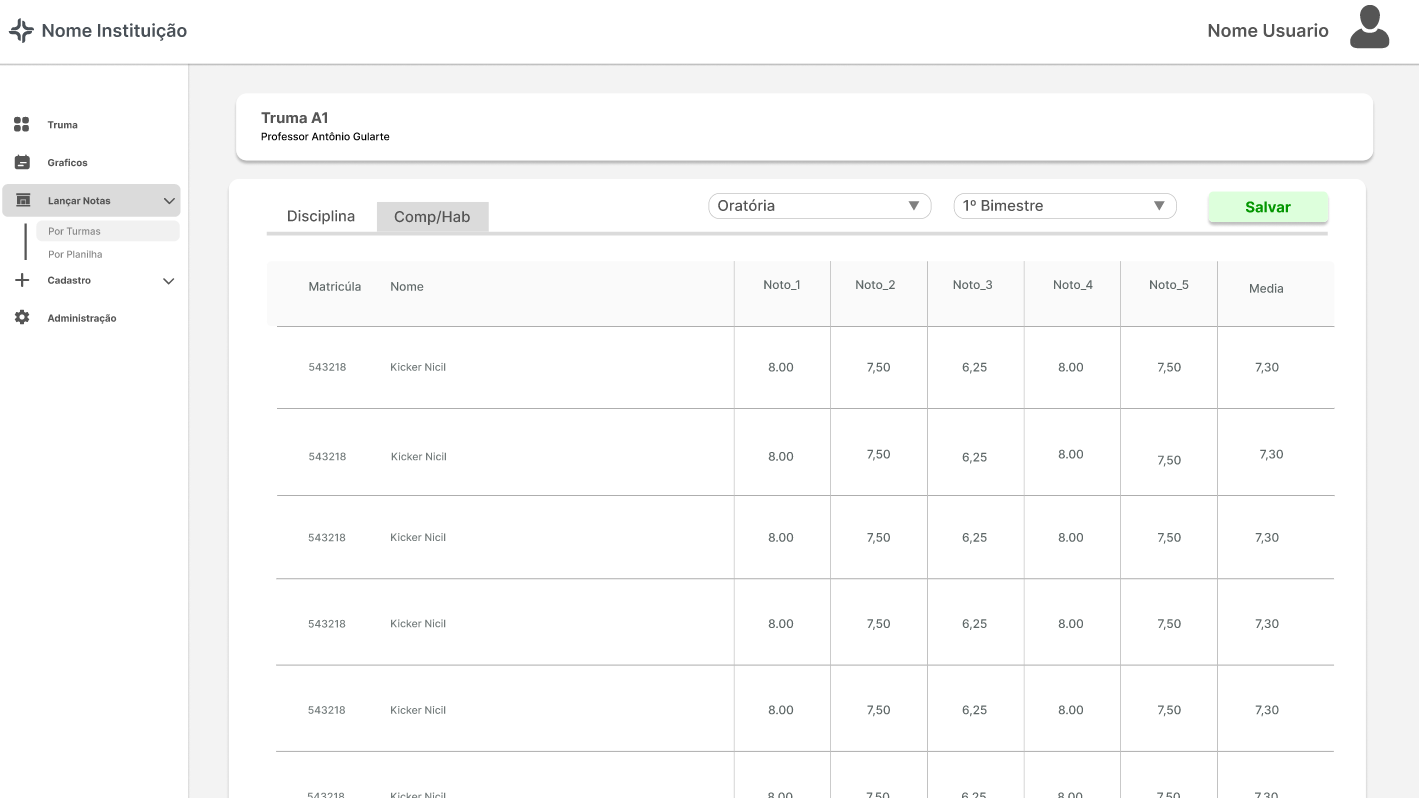 Nome Instituição
Nome Usuario
Truma
Graficos
Lançar Notas
Por Turmas
Por Planilha
Cadastro
Administração
Truma A1
Professor Antônio Gularte
Disciplina Comp/Hab Oratória 1º Bimestre Salvar
Matricúla Nome Noto_1 Noto_2 Noto_3 Noto_4 Noto_5 Media
543218 Kicker Nicil 8.00 7,50 6,25 8.00 7,50 7,30
543218 Kicker Nicil 8.00 7,50 6,25 8.00 7,50 7,30
543218 Kicker Nicil 8.00 7,50 6,25 8.00 7,50 7,30
543218 Kicker Nicil 8.00 7,50 6,25 8.00 7,50 7,30
543218 Kicker Nicil 8.00 7,50 6,25 8.00 7,50 7,30
543218 Kicker Nicil 8.00 7,50 6,25 8.00 7,50 7,30